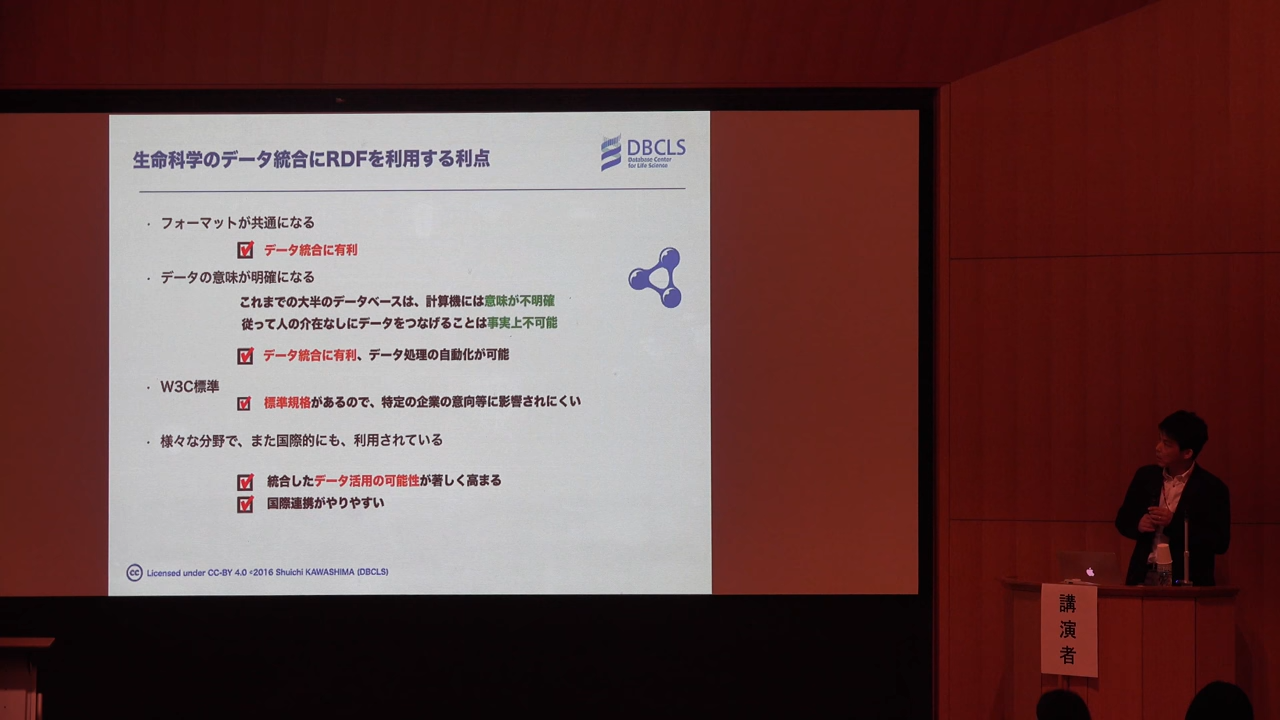 生命科学のデータ統合にRDFを利用する利点
DBCLS
Database Center
for Life Science
・ フォーマットが共通になる
データ統合に有利
・ データの意味が明確になる
これまでの大半のデータベースは、計算機には意味が不明確
従って人の介在なしにデータをつなげることは事実上不可能
データ統合に有利、データ処理の自動化が可能
・ W3C標準
標準規格があるので、特定の企業の意向等に影響されにくい
・ 様々な分野で、また国際的にも、利用されている
統合したデータ活用の可能性が著しく高まる
国際連携がやりやすい
cc Licensed under CC-BY 4.0 ©2016 Shuichi KAWASHIMA (DBCLS)
講演者